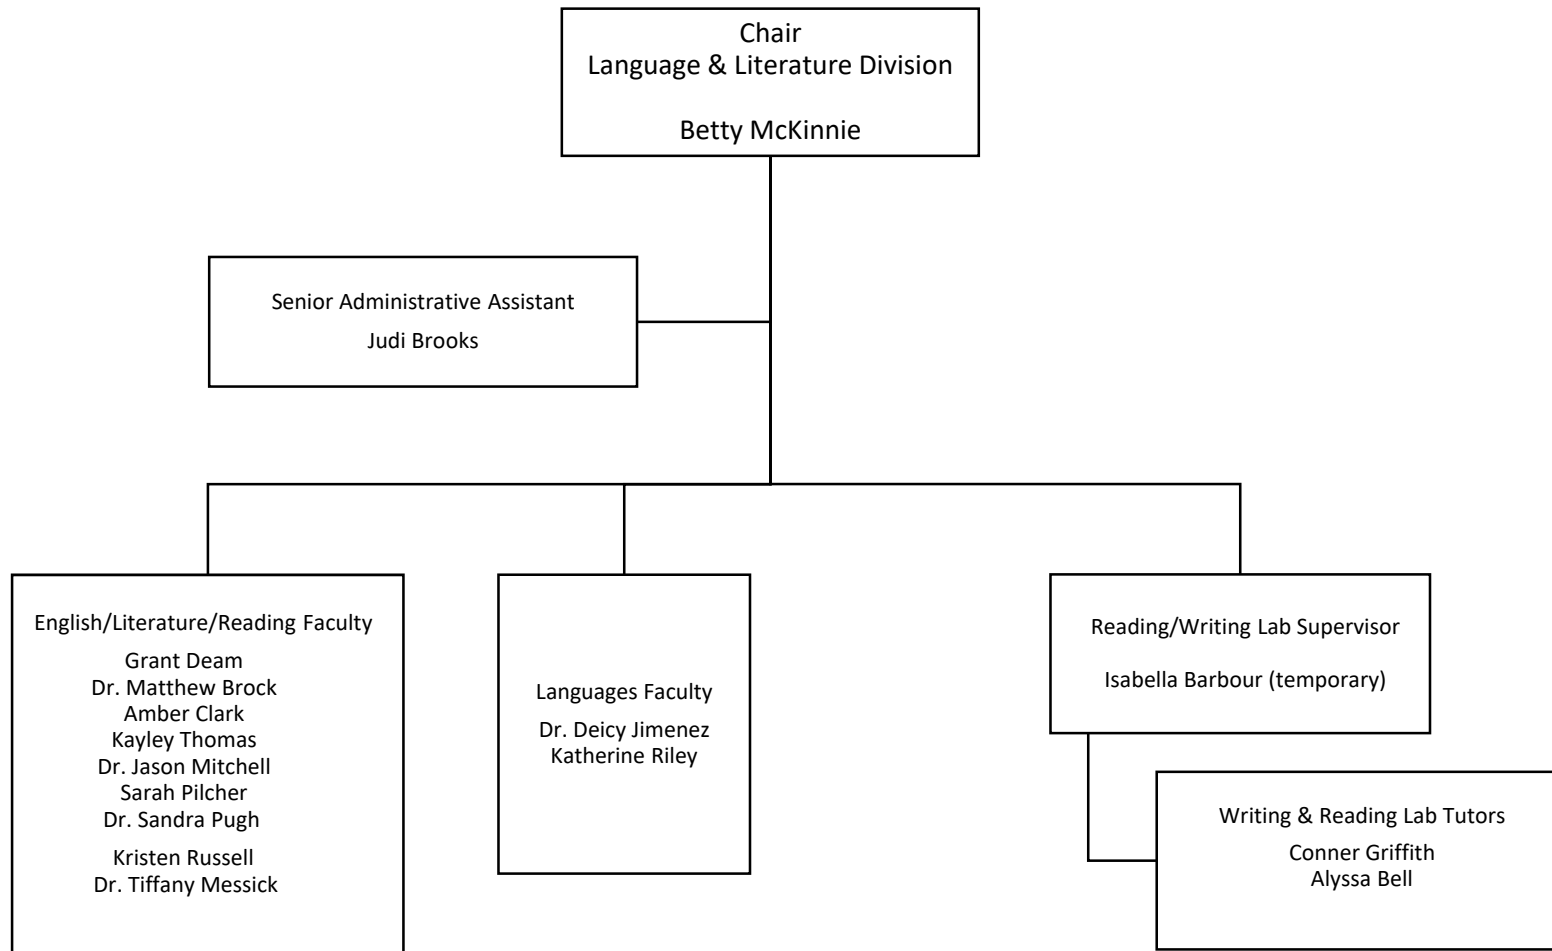 Chair
Language & Literature Division
Betty McKinnie
Senior Administrative Assistant
Judi Brooks
English/Literature/Reading Faculty
Grant Deam
Dr. Matthew Brock
Amber Clark
Kayley Thomas
Dr. Jason Mitchell
Sarah Pilcher
Dr. Sandra Pugh
Kristen Russell
Dr. Tiffany Messick
Languages Faculty
Dr. Deicy Jimenez
Katherine Riley
Reading/Writing Lab Supervisor
Isabella Barbour (temporary)
Writing & Reading Lab Tutors
Conner Griffith
Alyssa Bell